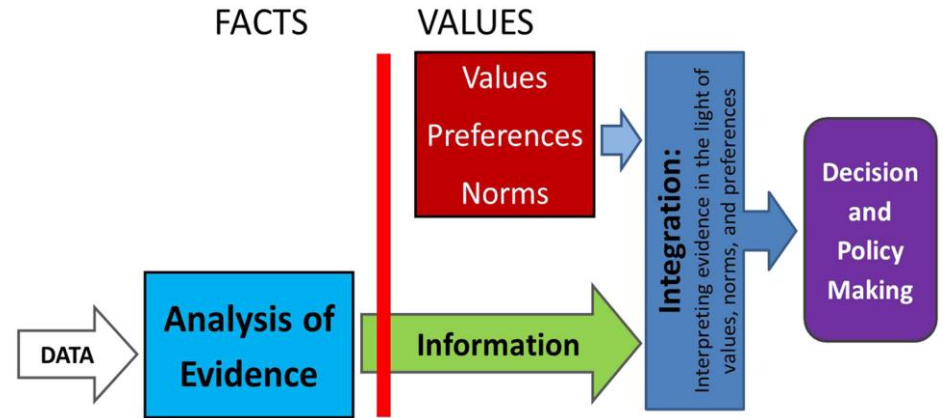 FACTS
VALUES
Values
Preferences
Norms
DATA
Analysis of
Evidence
Information
Integration:
Interpreting evidence in the light of
values, norms, and preferences
Decision
and
Policy
Making